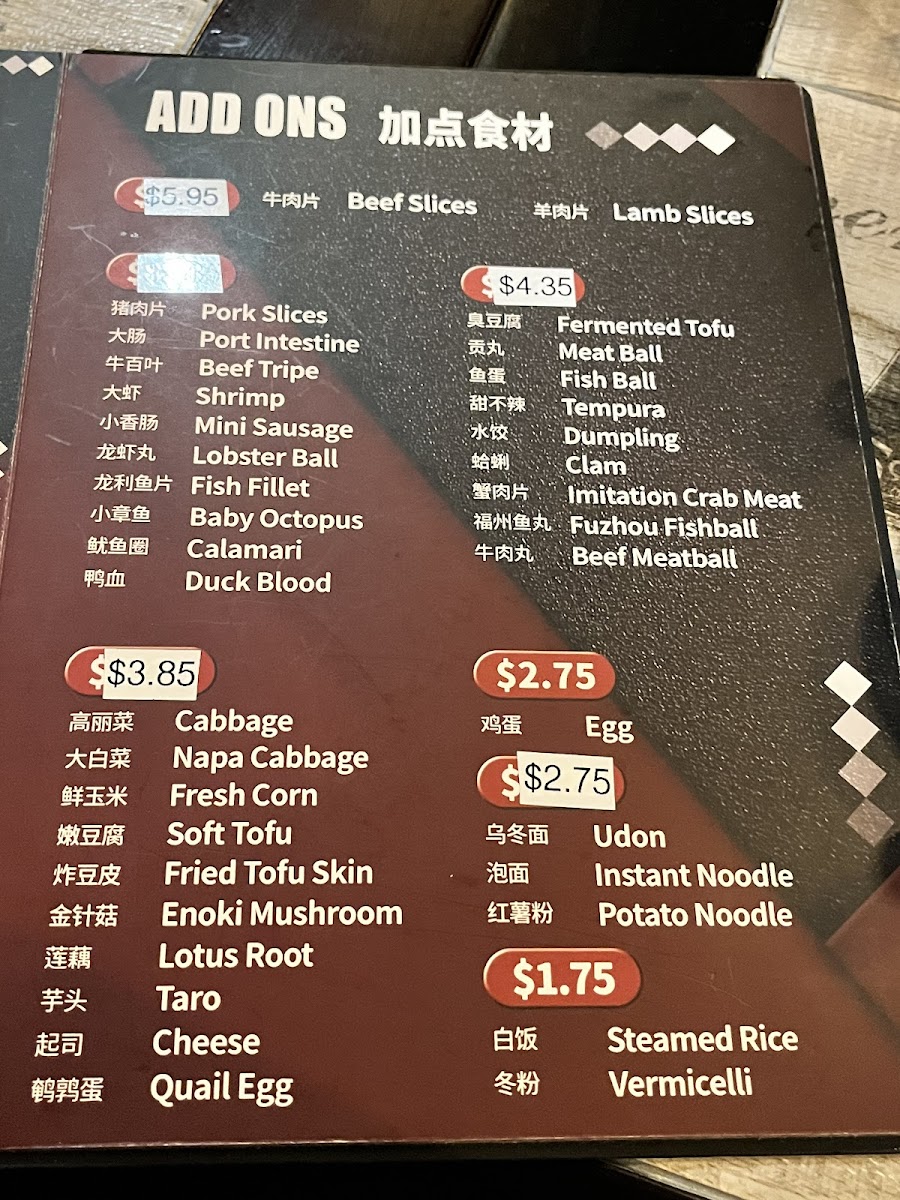 ADD ONS 加点食材
$5.95 牛肉片 Beef Slices 羊肉片 Lamb Slices
猪肉片 Pork Slices
大肠 Port Intestine
牛百叶 Beef Tripe
大虾 Shrimp
小香肠 Mini Sausage
龙虾丸 Lobster Ball
龙利鱼片 Fish Fillet
小章鱼 Baby Octopus
鱿鱼圈 Calamari
鸭血 Duck Blood
$4.35
臭豆腐 Fermented Tofu
贡丸 Meat Ball
鱼蛋 Fish Ball
甜不辣 Tempura
水饺 Dumpling
蛤蜊 Clam
蟹肉片 Imitation Crab Meat
福州鱼丸 Fuzhou Fishball
牛肉丸 Beef Meatball
$3.85
高丽菜 Cabbage
大白菜 Napa Cabbage
鲜玉米 Fresh Corn
嫩豆腐 Soft Tofu
炸豆皮 Fried Tofu Skin
金针菇 Enoki Mushroom
莲藕 Lotus Root
芋头 Taro
起司 Cheese
鹌鹑蛋 Quail Egg
$2.75
鸡蛋 Egg
$2.75
乌冬面 Udon
泡面 Instant Noodle
红薯粉 Potato Noodle
$1.75
白饭 Steamed Rice
冬粉 Vermicelli